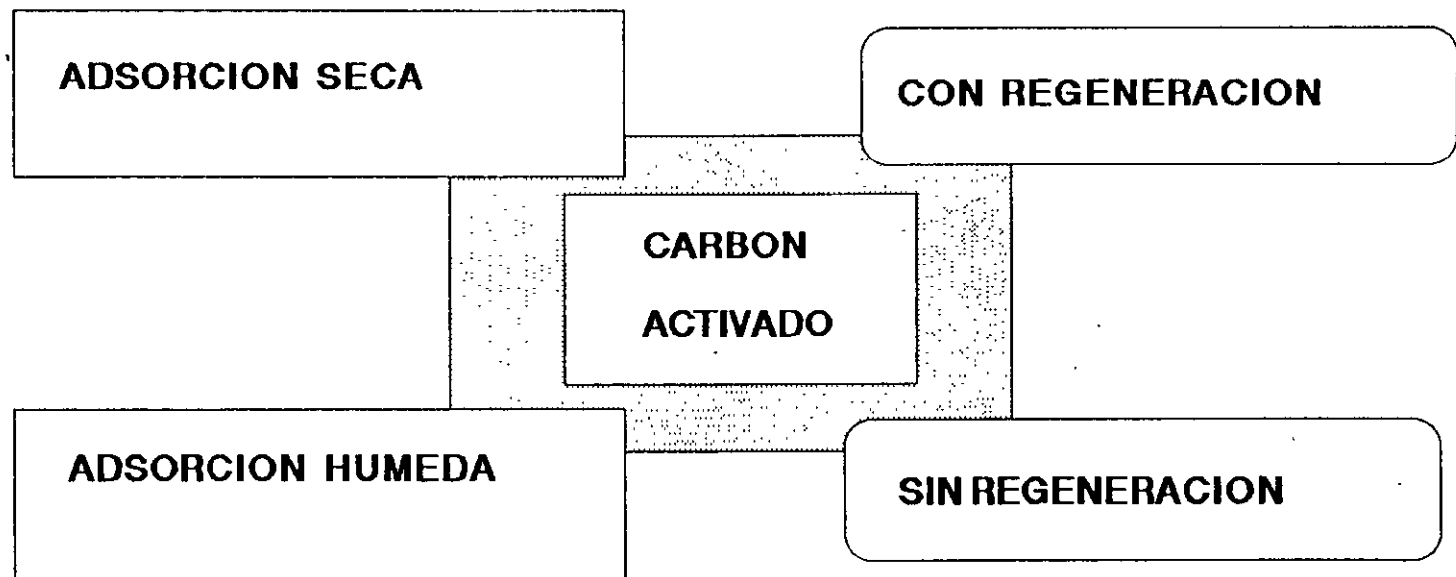 ADSORCION SECA
CON REGENERACION
CARBON
ACTIVADO
ADSORCION HUMEDA
SIN REGENERACION